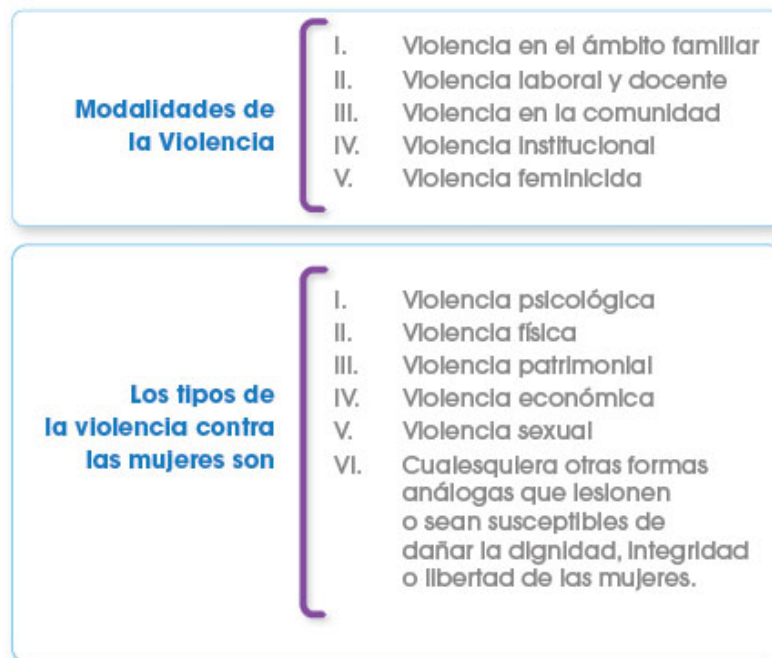 Modalidades de
la Violencia
I. Violencia en el ámbito familiar
II. Violencia laboral y docente
III. Violencia en la comunidad
IV. Violencia institucional
V. Violencia feminicida
Los tipos de
la violencia contra
las mujeres son
I. Violencia psicológica
II. Violencia física
III. Violencia patrimonial
IV. Violencia económica
V. Violencia sexual
VI. Cualesquiera otras formas
análogas que lesionen
o sean susceptibles de
dañar la dignidad, integridad
o libertad de las mujeres.